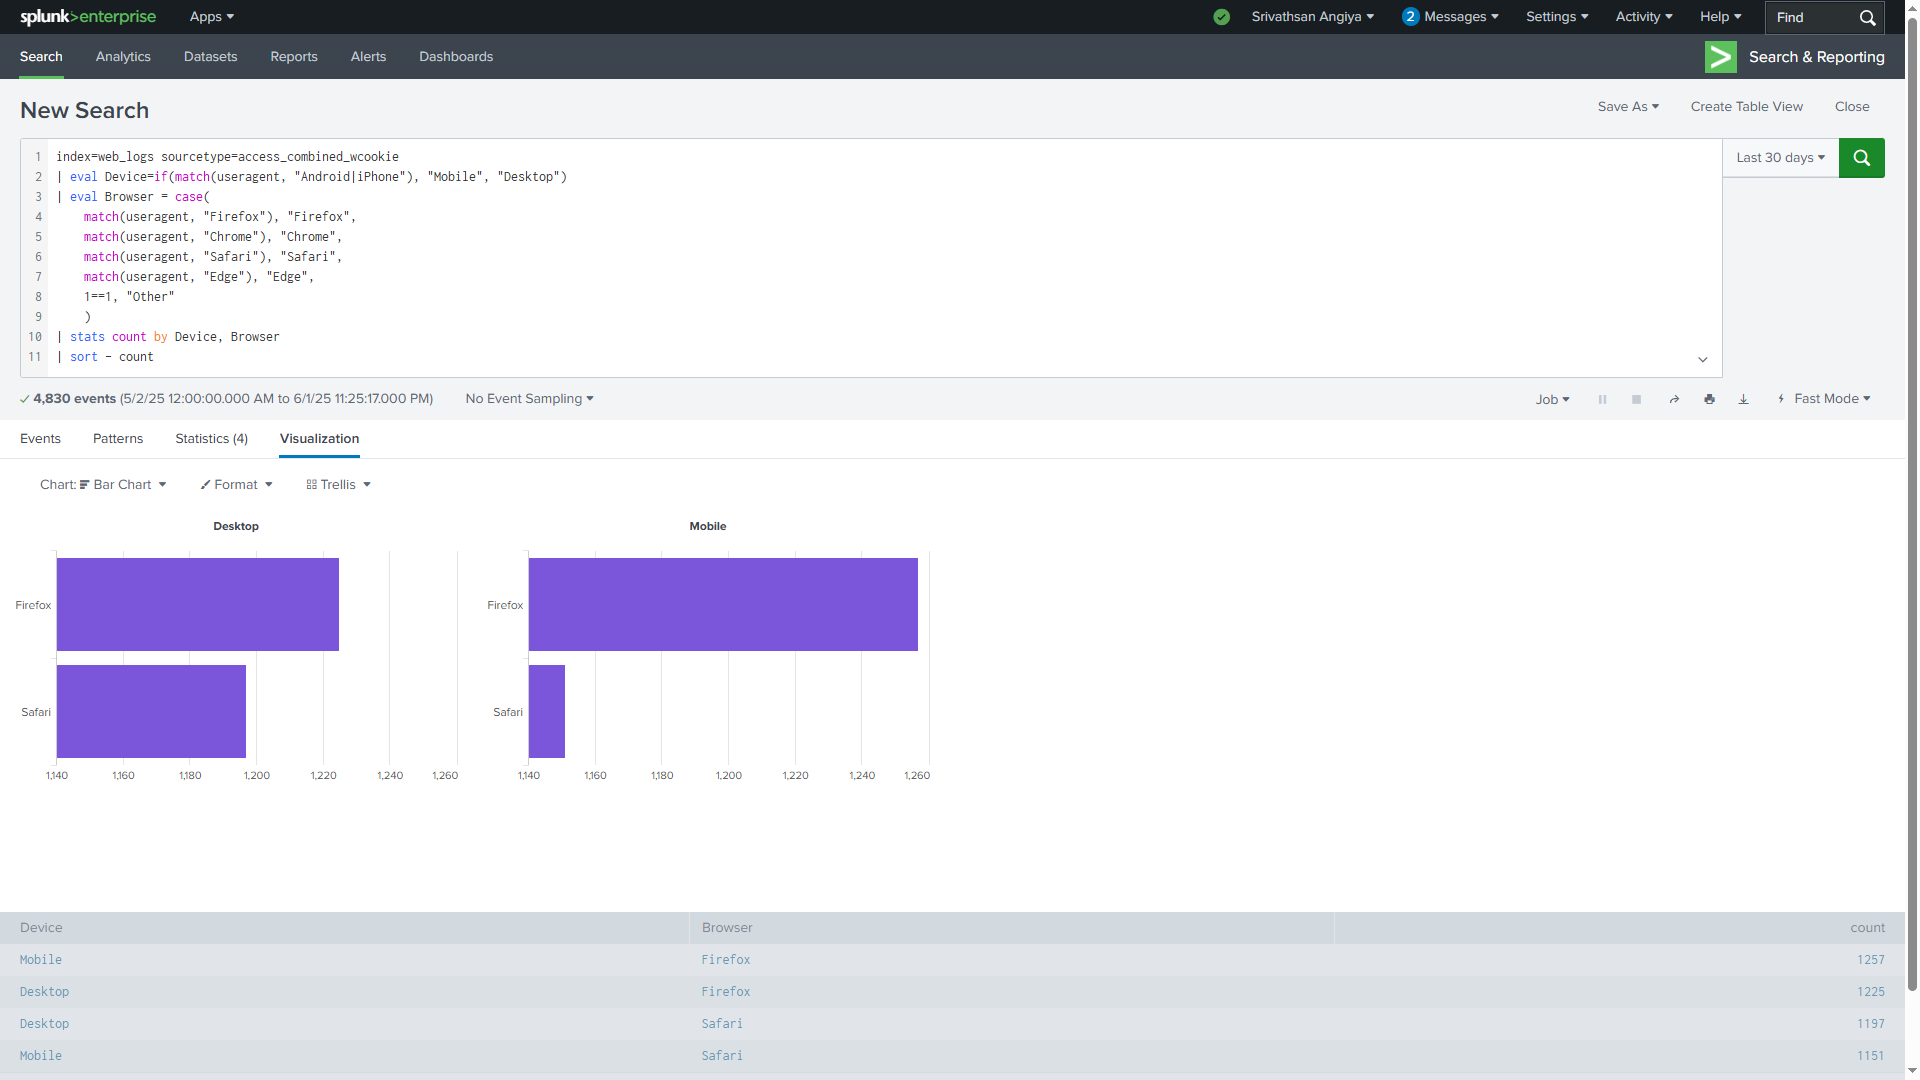 splunk>enterprise Apps Srivathsan Angiya 2 Messages Settings Activity Help Find
Search Analytics Datasets Reports Alerts Dashboards Search & Reporting
New Search Save As Create Table View Close
1 index=web_logs sourcetype=access_combined_wcookie Last 30 days
2 | eval Device=if(match(useragent, "Android|iPhone"), "Mobile", "Desktop")
3 | eval Browser = case(
4 match(useragent, "Firefox"), "Firefox",
5 match(useragent, "Chrome"), "Chrome",
6 match(useragent, "Safari"), "Safari",
7 match(useragent, "Edge"), "Edge",
8 1==1, "Other"
9 )
10 | stats count by Device, Browser
11 | sort - count
4,830 events (5/2/25 12:00:00.000 AM to 6/1/25 11:25:17.000 PM) No Event Sampling Job Fast Mode
Events Patterns Statistics (4) Visualization
Chart: Bar Chart Format Trellis
Desktop Mobile
Firefox Firefox
Safari Safari
1,140 1,160 1,180 1,200 1,220 1,240 1,260 1,140 1,160 1,180 1,200 1,220 1,240 1,260
Device Browser count
Mobile Firefox 1257
Desktop Firefox 1225
Desktop Safari 1197
Mobile Safari 1151